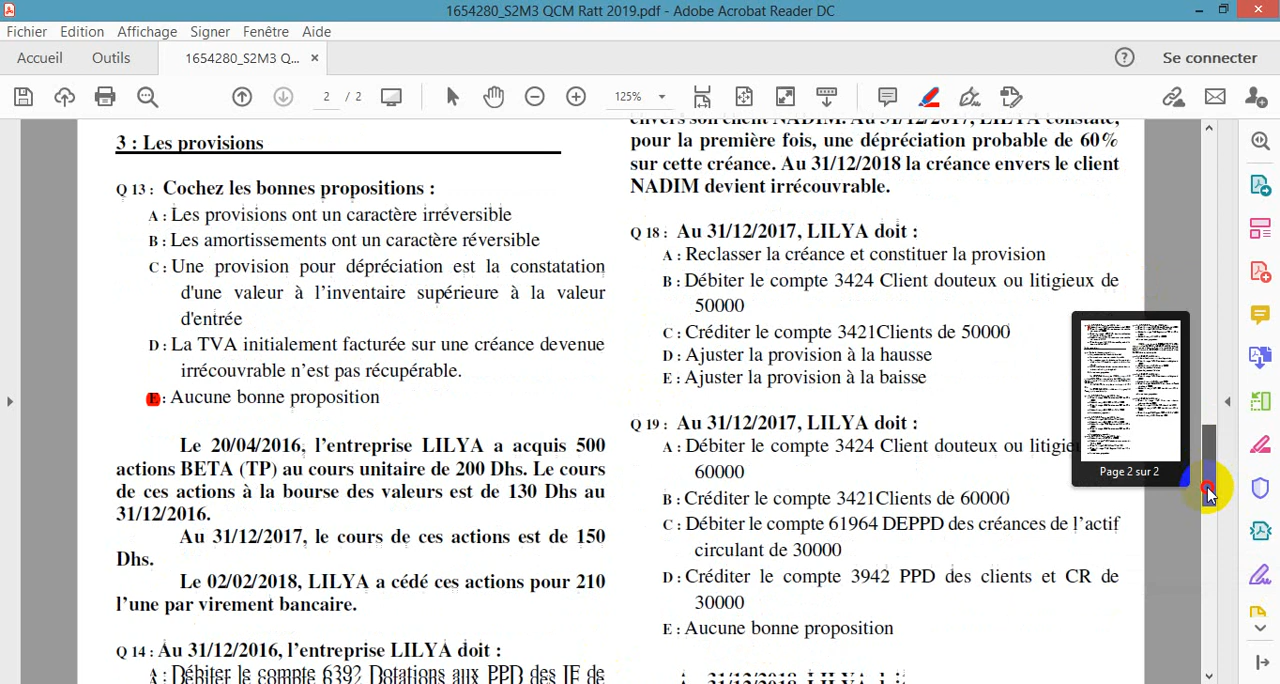 1654280_S2M3 QCM Ratt 2019.pdf - Adobe Acrobat Reader DC
Fichier Edition Affichage Signer Fenêtre Aide
Accueil Outils 1654280_S2M3 Q... × Se connecter
2 / 2 125%
3 : Les provisions
Q 13 : Cochez les bonnes propositions :
A : Les provisions ont un caractère irréversible
B : Les amortissements ont un caractère réversible
C : Une provision pour dépréciation est la constatation
d'une valeur à l'inventaire supérieure à la valeur
d'entrée
D : La TVA initialement facturée sur une créance devenue
irrécouvrable n'est pas récupérable.
E : Aucune bonne proposition
Le 20/04/2016, l'entreprise LILYA a acquis 500
actions BETA (TP) au cours unitaire de 200 Dhs. Le cours
de ces actions à la bourse des valeurs est de 130 Dhs au
31/12/2016.
Au 31/12/2017, le cours de ces actions est de 150
Dhs.
Le 02/02/2018, LILYA a cédé ces actions pour 210
l'une par virement bancaire.
Q 14 : Au 31/12/2016, l'entreprise LILYA doit :
A : Débiter le compte 6392 Dotations aux PPD des IF de
envers son client NADIM. Au 31/12/2017, LILYA constate,
pour la première fois, une dépréciation probable de 60%
sur cette créance. Au 31/12/2018 la créance envers le client
NADIM devient irrécouvrable.
Q 18 : Au 31/12/2017, LILYA doit :
A : Reclasser la créance et constituer la provision
B : Débiter le compte 3424 Client douteux ou litigieux de
50000
C : Créditer le compte 3421Clients de 50000
D : Ajuster la provision à la hausse
E : Ajuster la provision à la baisse
Q 19 : Au 31/12/2017, LILYA doit :
A : Débiter le compte 3424 Client douteux ou litigie
60000
B : Créditer le compte 3421Clients de 60000
C : Débiter le compte 61964 DEPPD des créances de l'actif
circulant de 30000
D : Créditer le compte 3942 PPD des clients et CR de
30000
E : Aucune bonne proposition
Page 2 sur 2